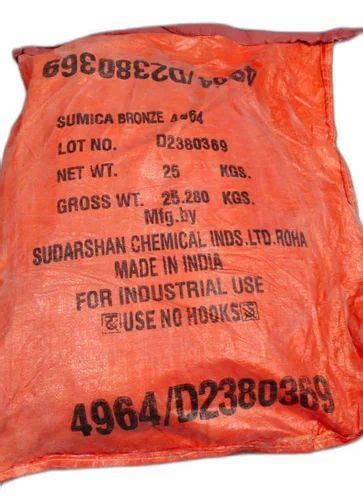 4964/D2380369
SUMICA BRONZE 4964
LOT NO. D2380369
NET WT. 25 KGS.
GROSS WT. 25.280 KGS.
Mfg.by
SUDARSHAN CHEMICAL INDS.LTD.ROHA
MADE IN INDIA
FOR INDUSTRIAL USE
USE NO HOOKS
4964/D2380369